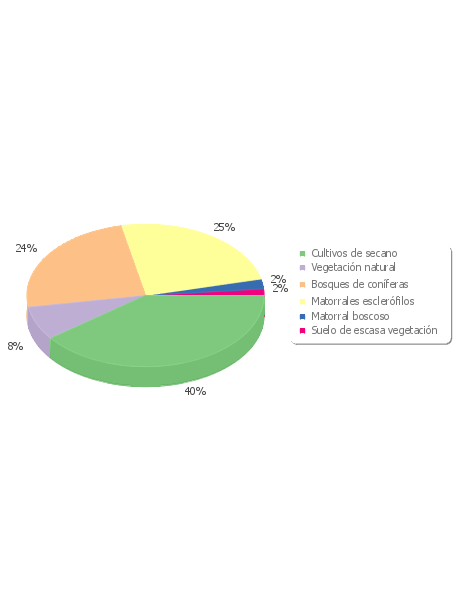 25%
24%
2%
2%
8%
40%
Cultivos de secano
Vegetación natural
Bosques de coníferas
Matorrales esclerófilos
Matorral boscoso
Suelo de escasa vegetación